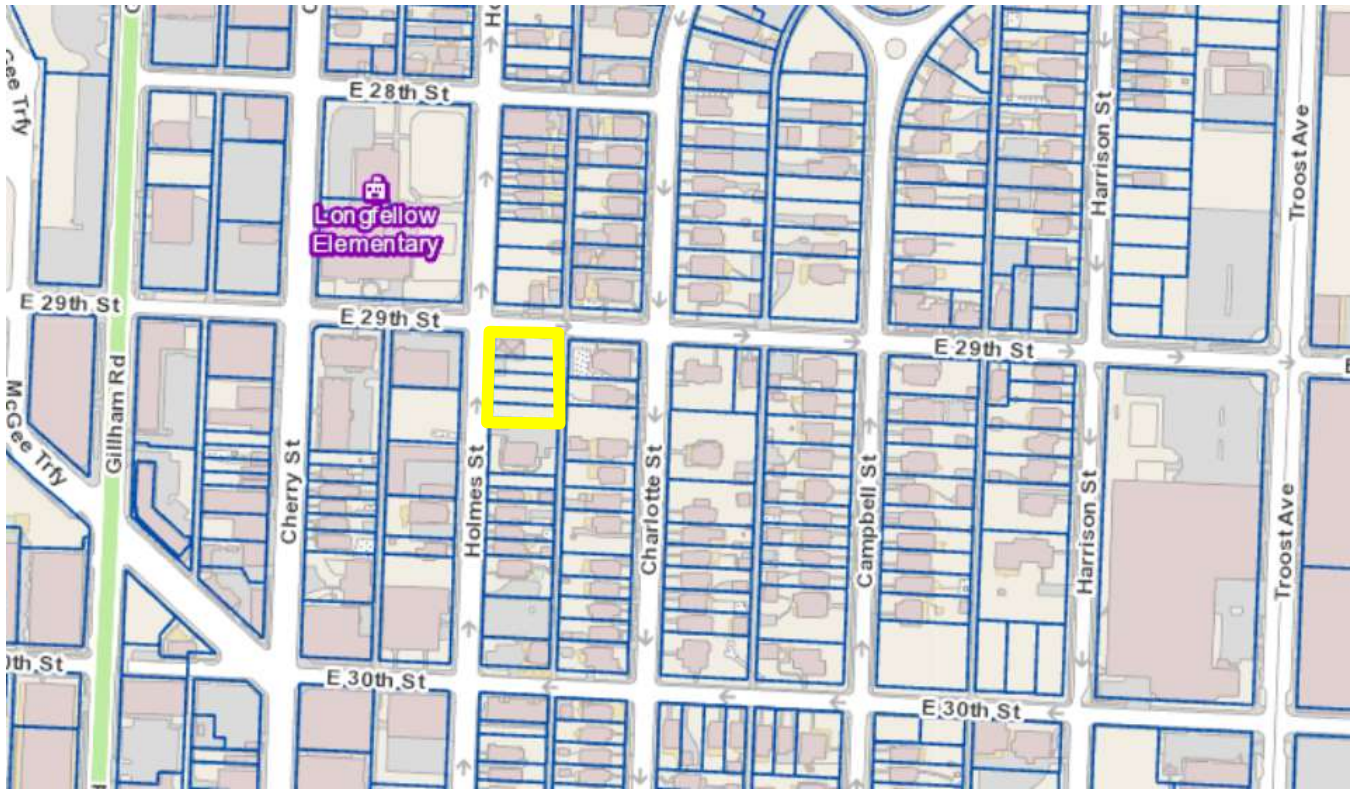 E 28th St
Gee Trfy
Harrison St
Troost Ave
Longfellow
Elementary
E 29th St
E 29th St
E 29th St
Gillham Rd
McGee Trfy
Cherry St
Holmes St
Charlotte St
Campbell St
Harrison St
Troost Ave
0th St
E 30th St
E 30th St